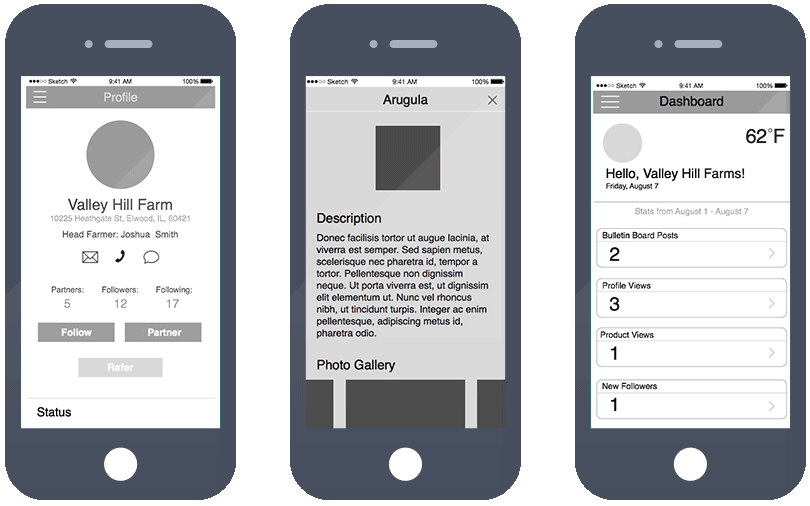 Sketch 9:41 AM 100%
Profile
Valley Hill Farm
10225 Heathgate St, Elwood, IL, 60421
Head Farmer: Joshua Smith
Partners: Followers: Following:
5 12 17
Follow Partner
Refer
Status
Sketch 9:41 AM 100%
Arugula
Description
Donec facilisis tortor ut augue lacinia, at
viverra est semper. Sed sapien metus,
scelerisque nec pharetra id, tempor a
tortor. Pellentesque non dignissim
neque. Ut porta viverra est, ut dignissim
elit elementum ut. Nunc vel rhoncus
nibh, ut tincidunt turpis. Integer ac enim
pellentesque, adipiscing metus id,
pharetra odio.
Photo Gallery
Sketch 9:41 AM 100%
Dashboard
62°F
Hello, Valley Hill Farms!
Friday, August 7
Stats from August 1 - August 7
Bulletin Board Posts
2
Profile Views
3
Product Views
1
New Followers
1